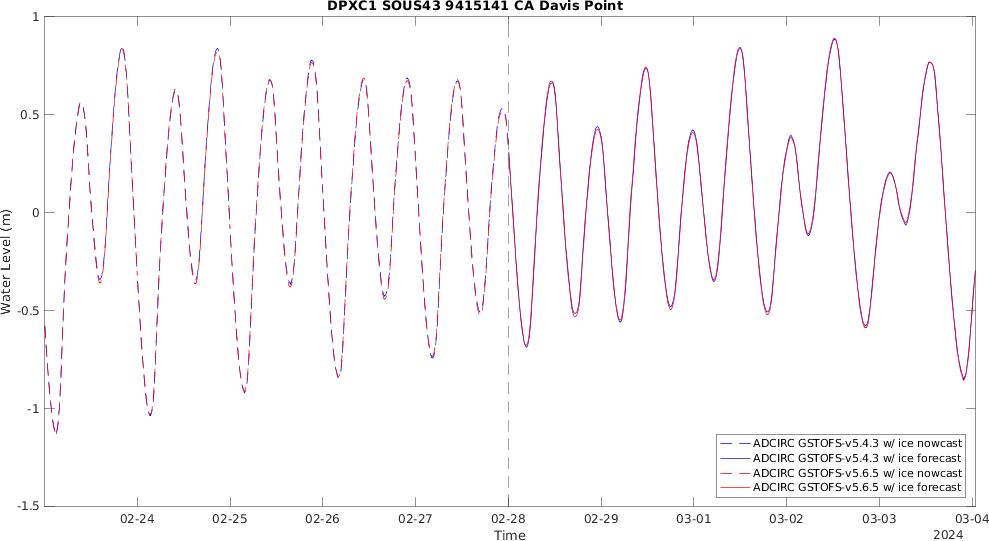 DPXC1 SOUS43 9415141 CA Davis Point
1
0.5
0
-0.5
-1
-1.5
Water Level (m)
ADCIRC GSTOFS-v5.4.3 w/ ice nowcast
ADCIRC GSTOFS-v5.4.3 w/ ice forecast
ADCIRC GSTOFS-v5.6.5 w/ ice nowcast
ADCIRC GSTOFS-v5.6.5 w/ ice forecast
02-24 02-25 02-26 02-27 02-28 02-29 03-01 03-02 03-03 03-04
Time
2024